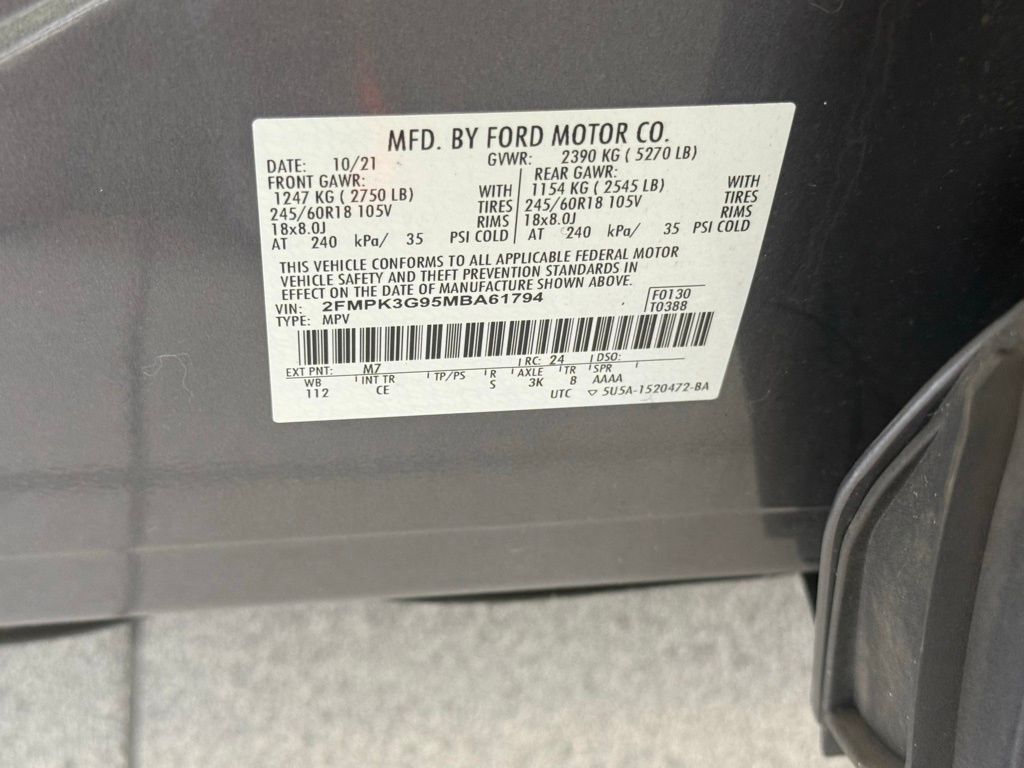 MFD. BY FORD MOTOR CO.
DATE: 10/21 GVWR: 2390 KG ( 5270 LB)
FRONT GAWR: REAR GAWR:
1247 KG ( 2750 LB) WITH 1154 KG ( 2545 LB) WITH
245/60R18 105V TIRES 245/60R18 105V TIRES
18x8.0J RIMS 18x8.0J RIMS
AT 240 kPa/ 35 PSI COLD AT 240 kPa/ 35 PSI COLD
THIS VEHICLE CONFORMS TO ALL APPLICABLE FEDERAL MOTOR
VEHICLE SAFETY AND THEFT PREVENTION STANDARDS IN
EFFECT ON THE DATE OF MANUFACTURE SHOWN ABOVE.
VIN: 2FMPK3G95MBA61794 F0130
TYPE: MPV T0388
EXT PNT: M7 RC: 24 DSO:
WB INT TR TP/PS R AXLE TR SPR
112 CE S 3K 8 AAAA
UTC ▽ 5U5A-1520472-BA